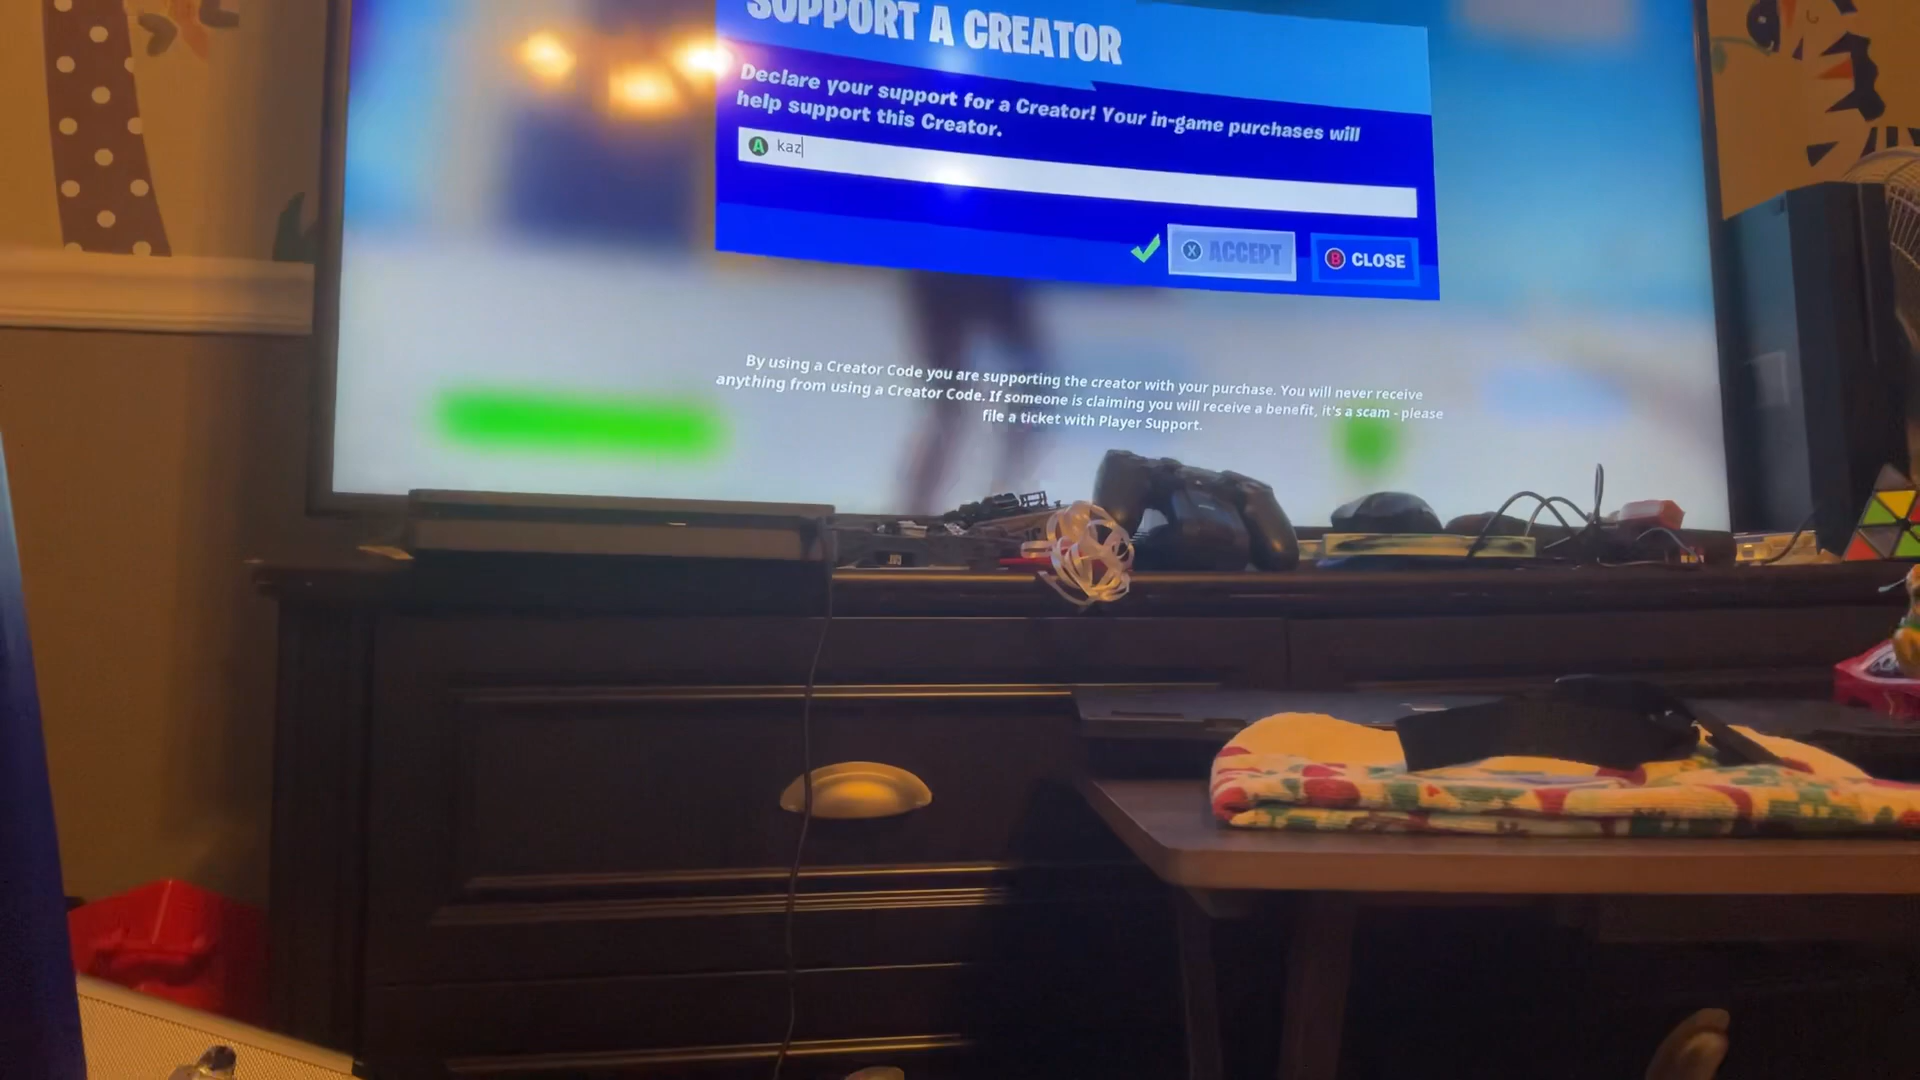 SUPPORT A CREATOR
Declare your support for a Creator! Your in-game purchases will
help support this Creator.
A kaz
X ACCEPT
B CLOSE
By using a Creator Code you are supporting the creator with your purchase. You will never receive
anything from using a Creator Code. If someone is claiming you will receive a benefit, it's a scam - please
file a ticket with Player Support.